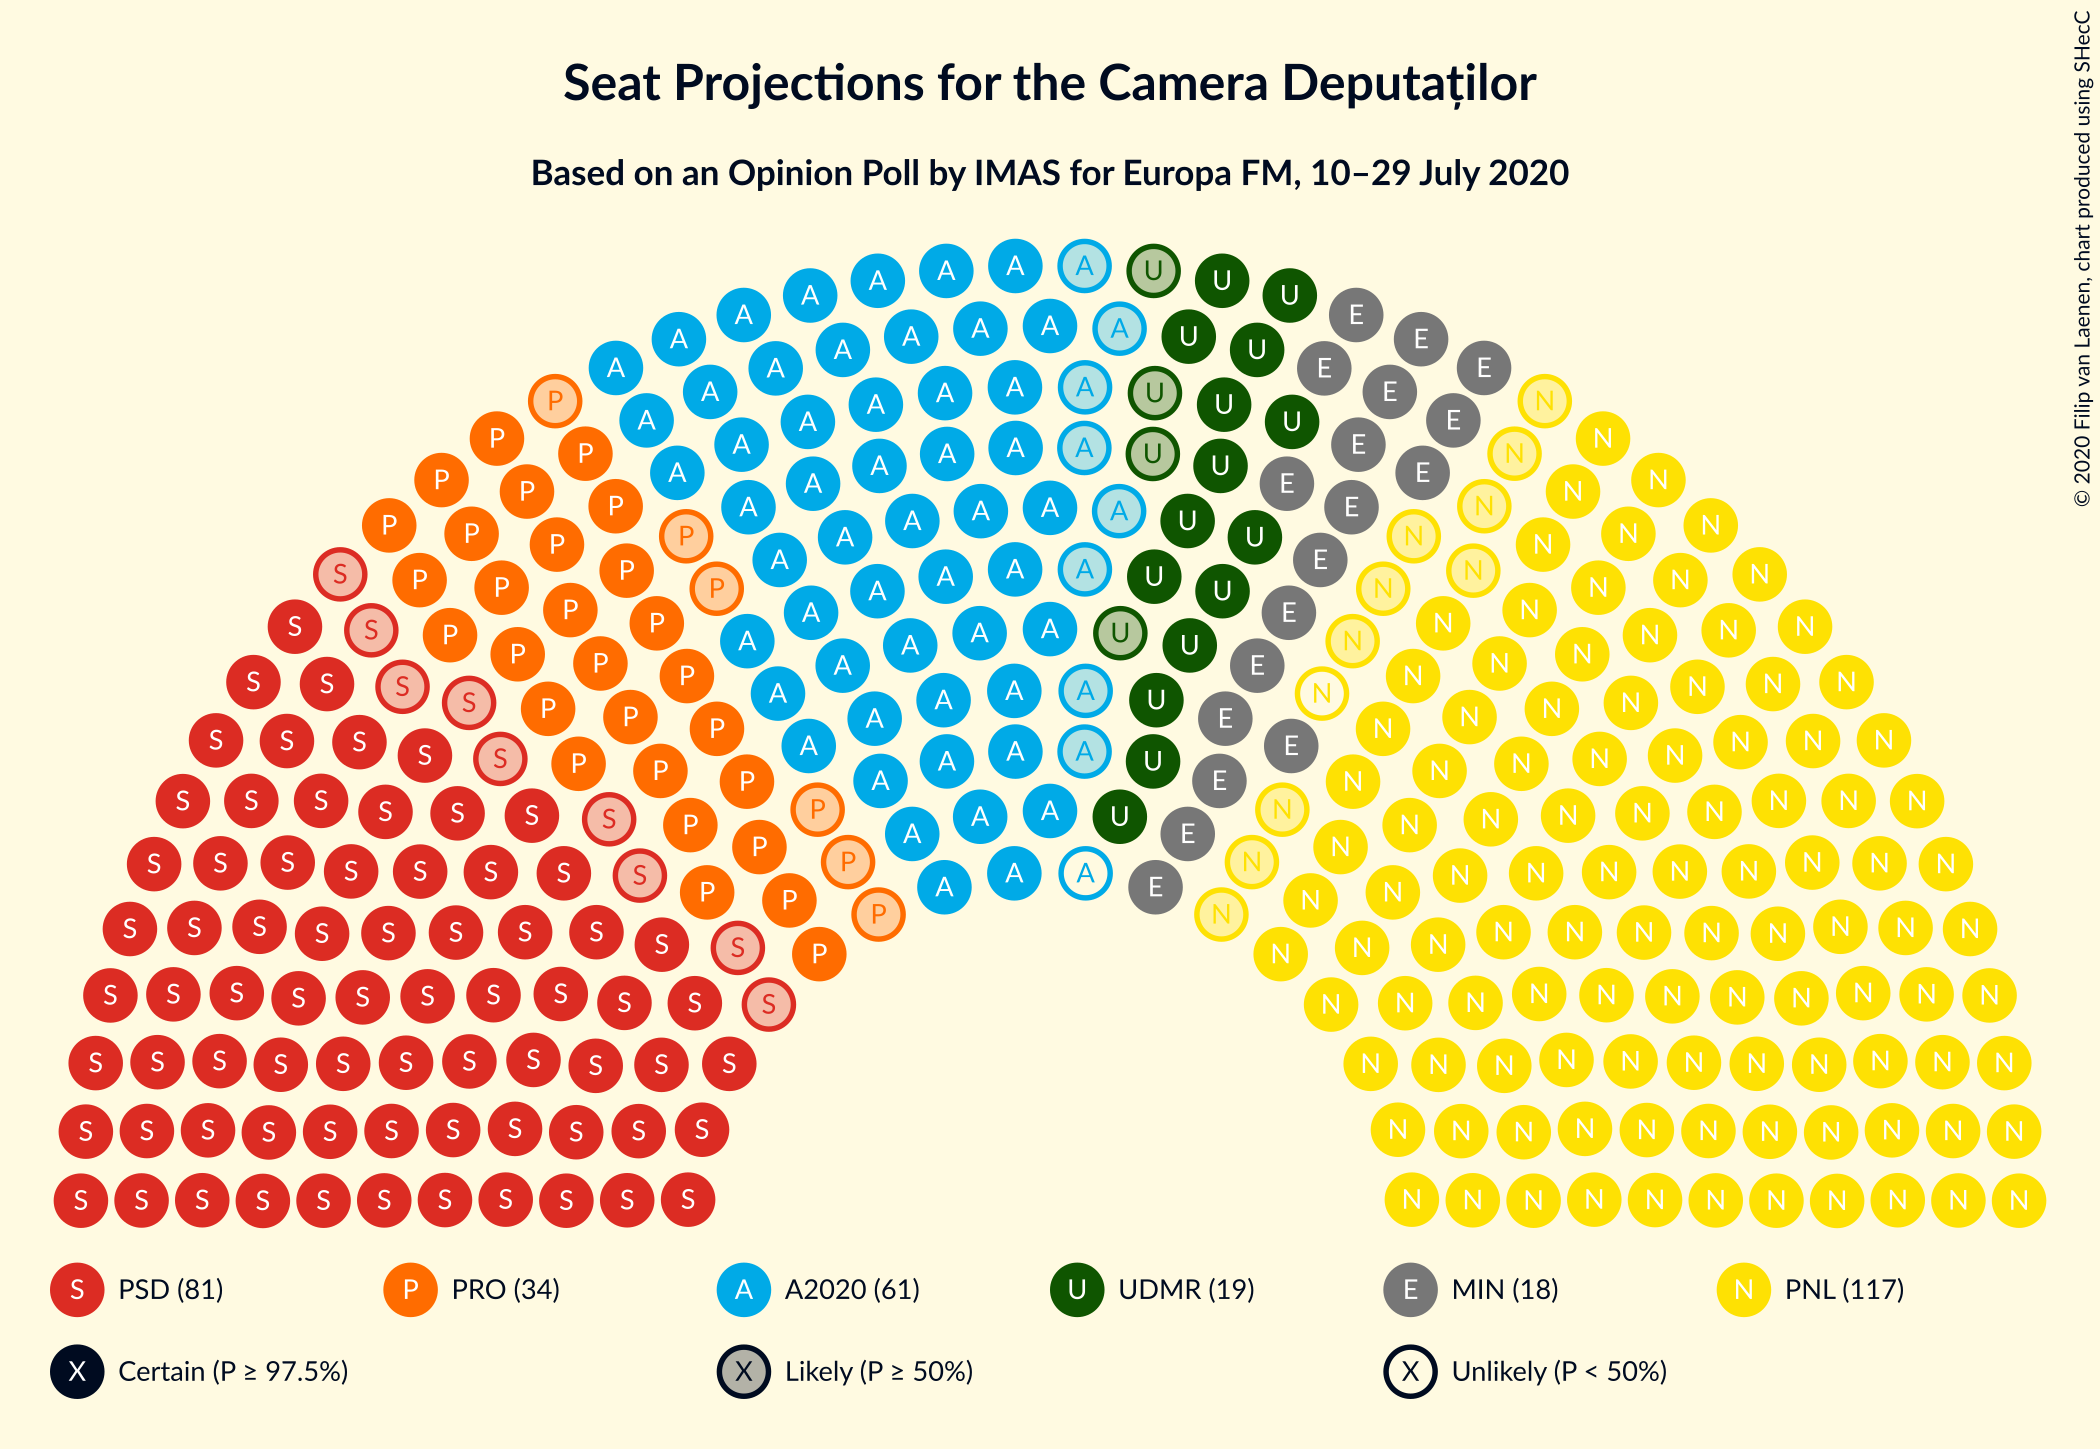 Seat Projections for the Camera Deputaților
Based on an Opinion Poll by IMAS for Europa FM, 10–29 July 2020
© 2020 Filip van Laenen, chart produced using SHecC
S PSD (81)
P PRO (34)
A A2020 (61)
U UDMR (19)
E MIN (18)
N PNL (117)
X Certain (P ≥ 97.5%)
X Likely (P ≥ 50%)
X Unlikely (P < 50%)